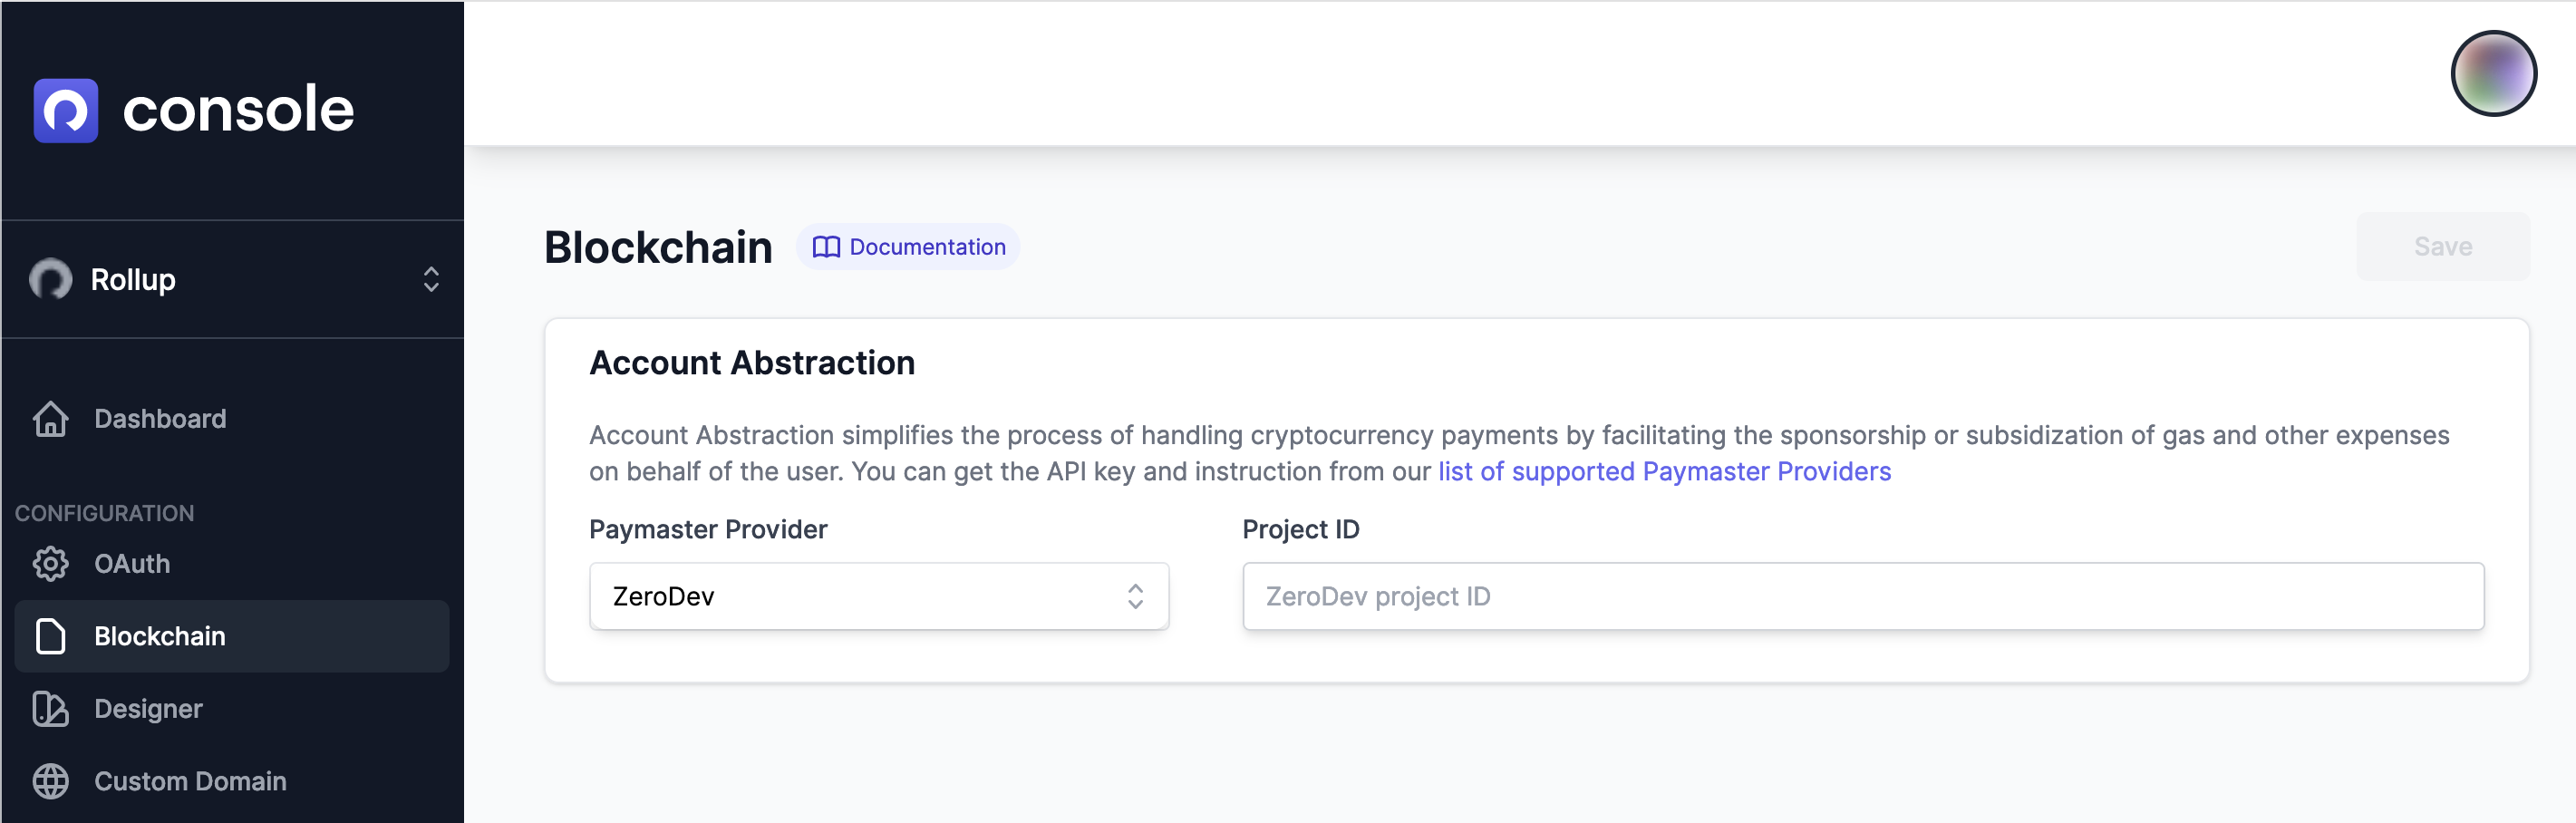 console
Rollup
Dashboard
CONFIGURATION
OAuth
Blockchain
Designer
Custom Domain
Blockchain
Documentation
Save
Account Abstraction
Account Abstraction simplifies the process of handling cryptocurrency payments by facilitating the sponsorship or subsidization of gas and other expenses
on behalf of the user. You can get the API key and instruction from our list of supported Paymaster Providers
Paymaster Provider
ZeroDev
Project ID
ZeroDev project ID